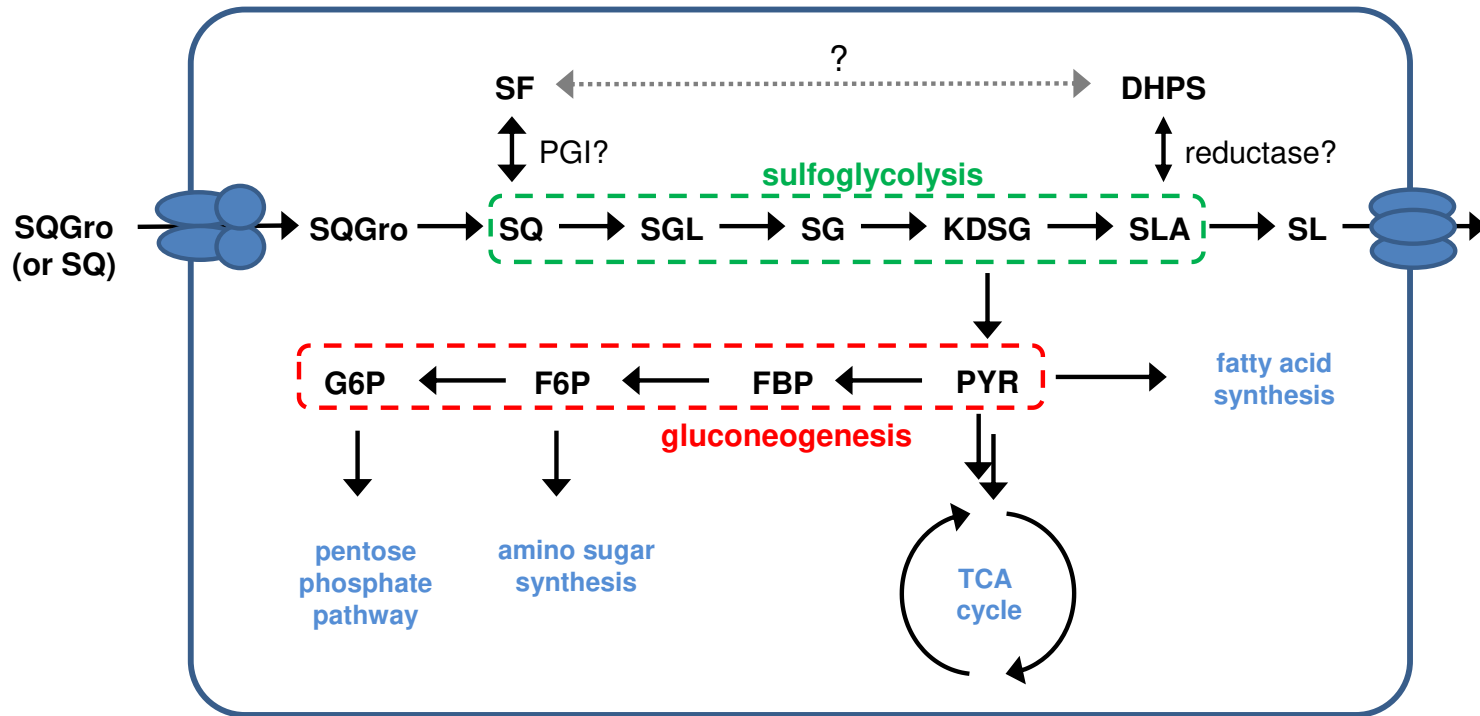 ?
SF
DHPS
PGI?
reductase?
sulfoglycolysis
SQGro
(or SQ)
SQGro
SQ
SGL
SG
KDSG
SLA
SL
G6P
F6P
FBP
PYR
fatty acid
synthesis
gluconeogenesis
pentose
phosphate
pathway
amino sugar
synthesis
TCA
cycle